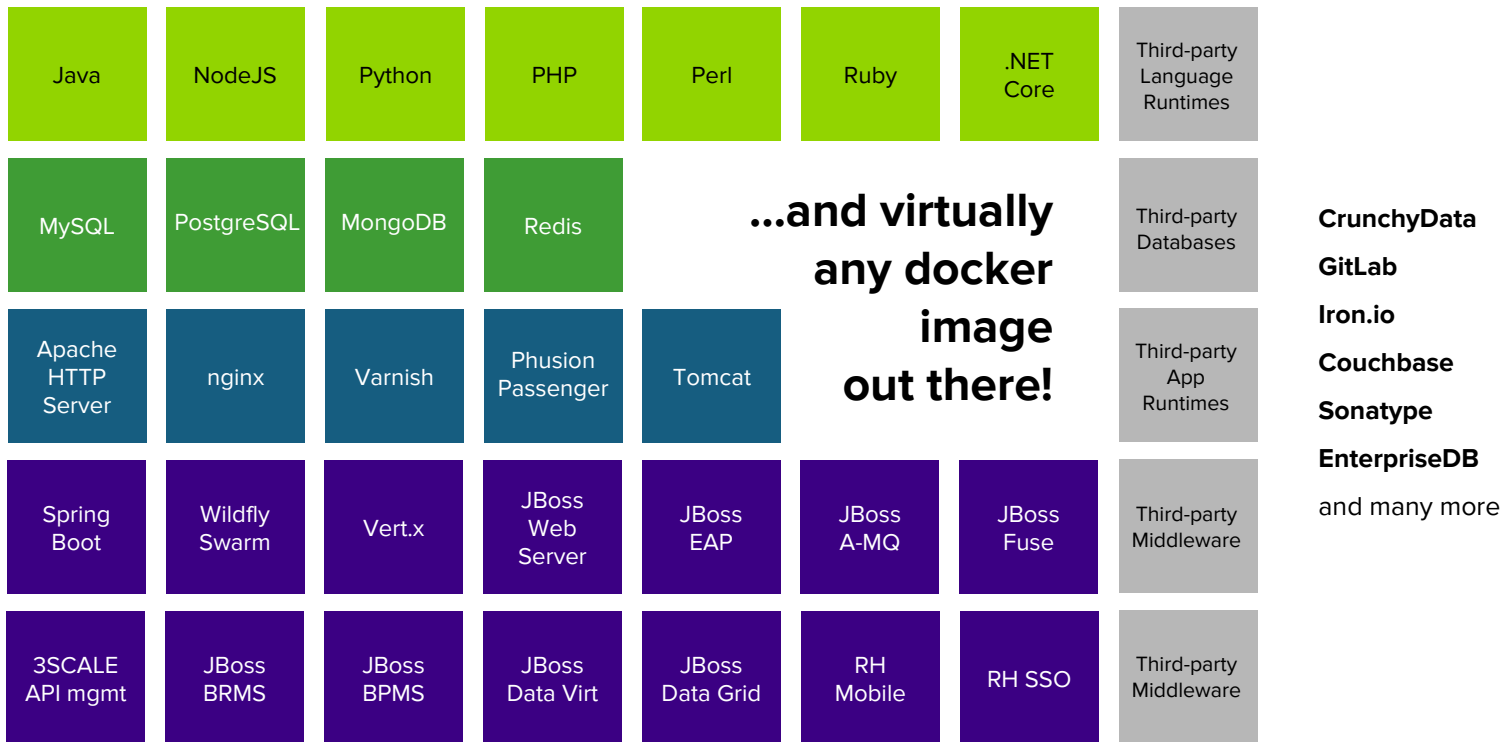 Java
NodeJS
Python
PHP
Perl
Ruby
.NET
Core
Third-party
Language
Runtimes
MySQL
PostgreSQL
MongoDB
Redis
...and virtually
any docker
image
out there!
Third-party
Databases
Apache
HTTP
Server
nginx
Varnish
Phusion
Passenger
Tomcat
Third-party
App
Runtimes
Spring
Boot
Wildfly
Swarm
Vert.x
JBoss
Web
Server
JBoss
EAP
JBoss
A-MQ
JBoss
Fuse
Third-party
Middleware
3SCALE
API mgmt
JBoss
BRMS
JBoss
BPMS
JBoss
Data Virt
JBoss
Data Grid
RH
Mobile
RH SSO
Third-party
Middleware
CrunchyData
GitLab
Iron.io
Couchbase
Sonatype
EnterpriseDB
and many more